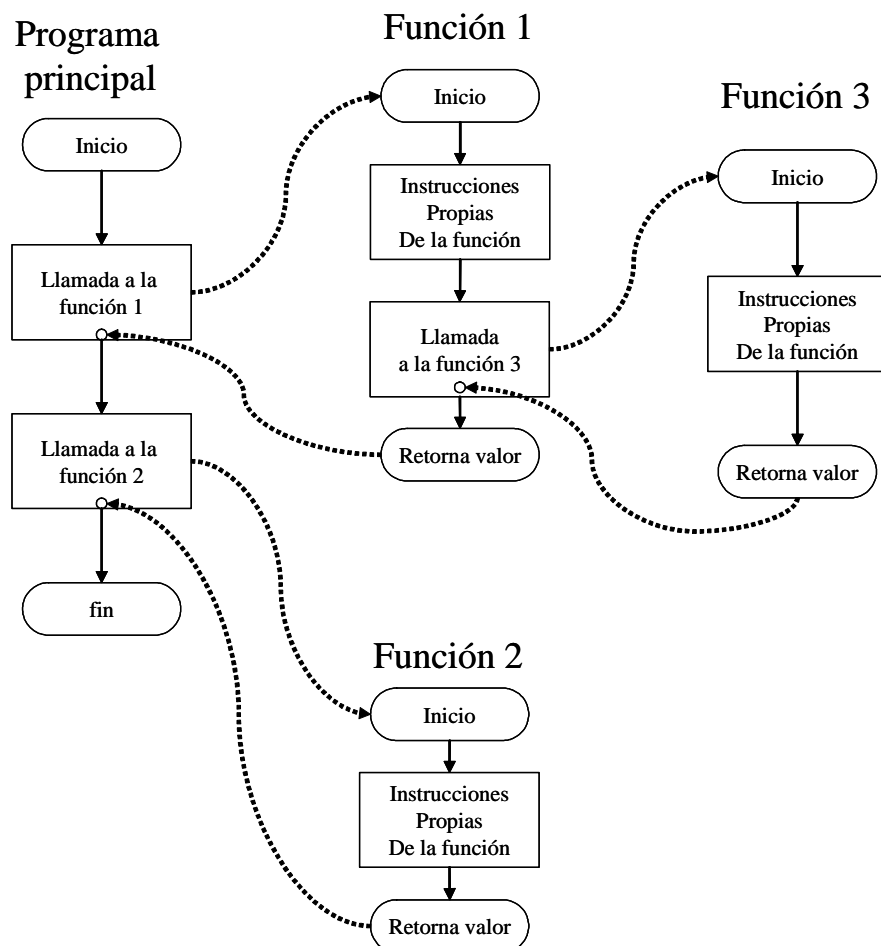 Programa
principal
Inicio
Llamada a la
función 1
Llamada a la
función 2
fin
Función 1
Inicio
Instrucciones
Propias
De la función
Llamada
a la función 3
Retorna valor
Función 3
Inicio
Instrucciones
Propias
De la función
Retorna valor
Función 2
Inicio
Instrucciones
Propias
De la función
Retorna valor